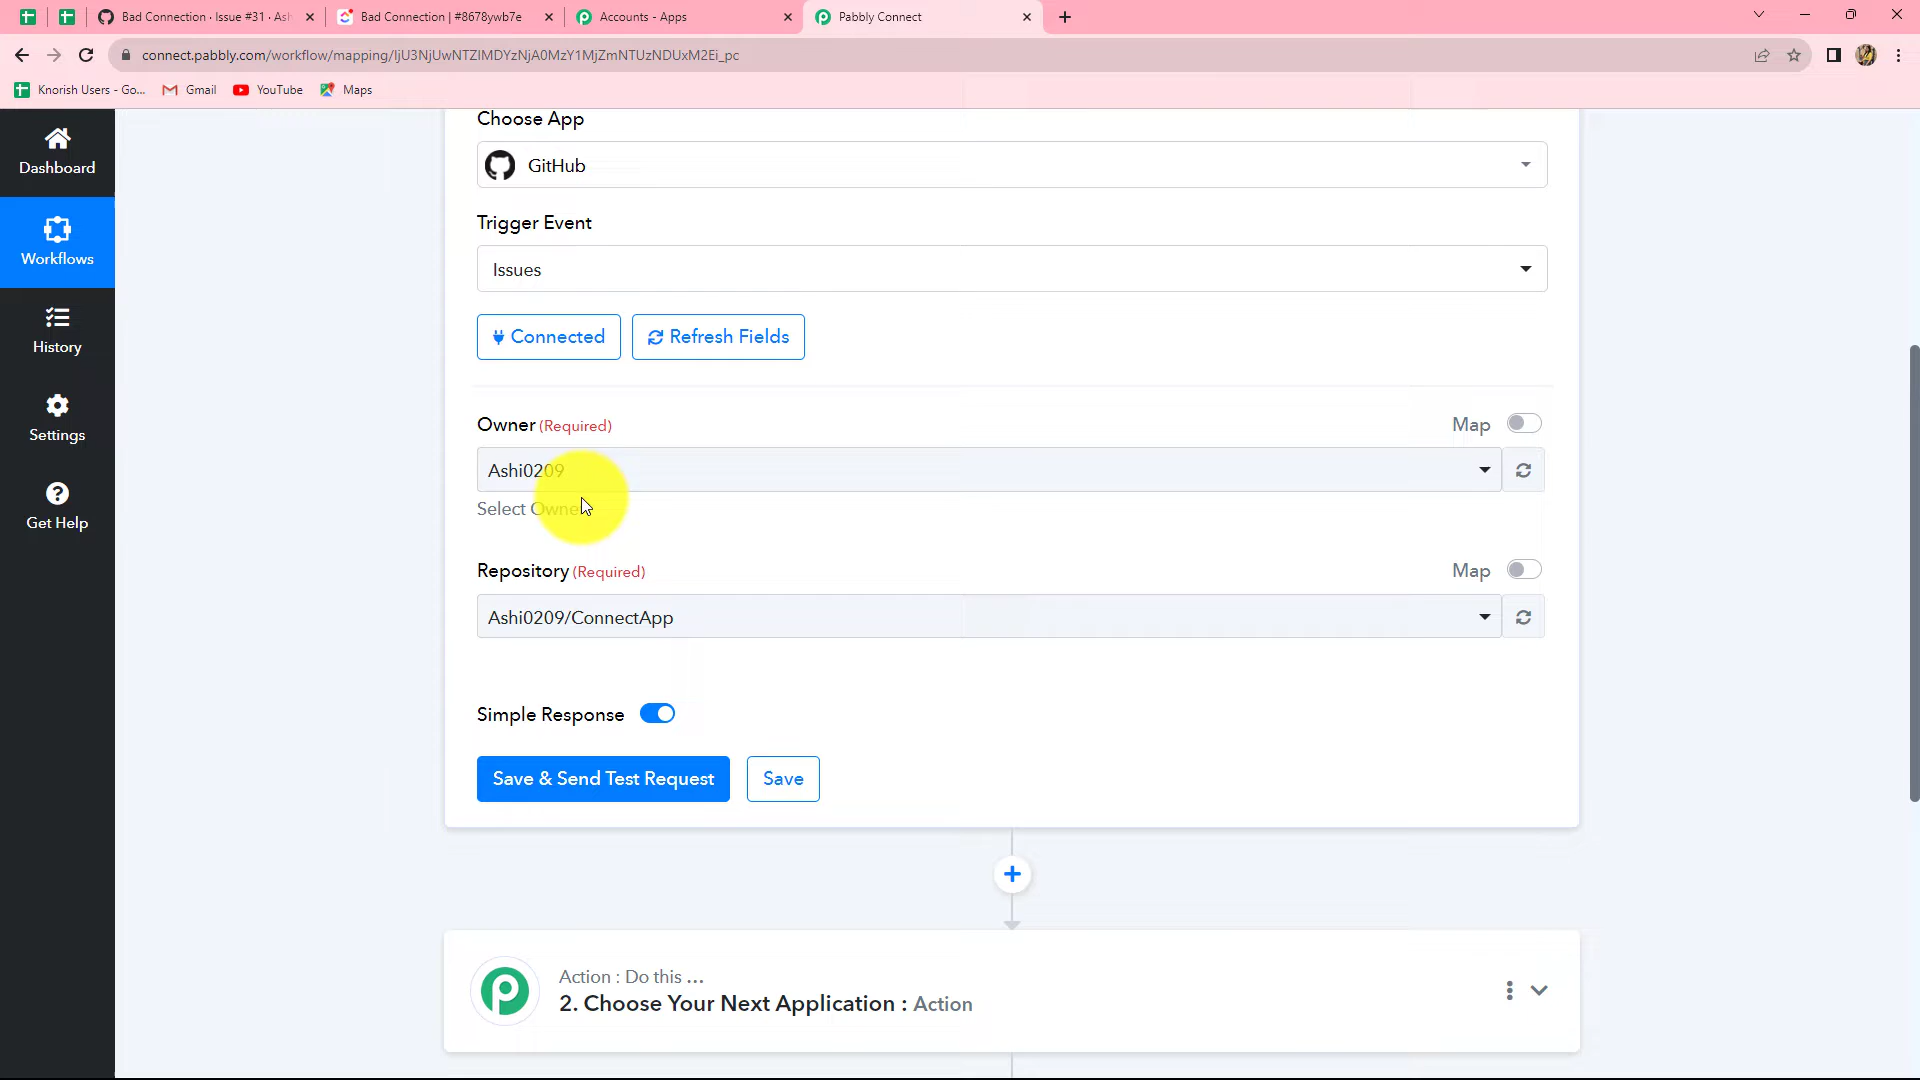 Bad Connection · Issue #31 · Ash
Bad Connection | #8678ywb7e
Accounts - Apps
Pabbly Connect
connect.pabbly.com/workflow/mapping/
Knorish Users - Go...
Gmail
YouTube
Maps
Dashboard
Workflows
History
Settings
Get Help
Choose App
GitHub
Trigger Event
Issues
Connected
Refresh Fields
Owner (Required)
Map
Ashi0209
Select Owner
Repository (Required)
Map
Ashi0209/ConnectApp
Simple Response
Save & Send Test Request
Save
Action : Do this ...
2. Choose Your Next Application : Action